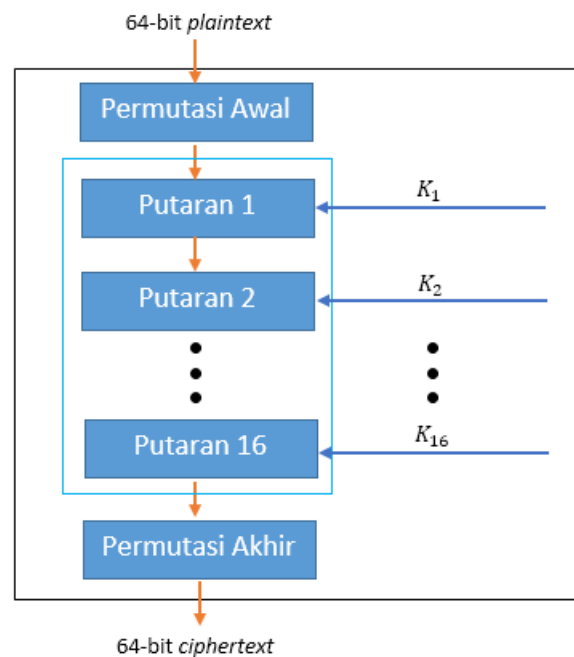 64-bit plaintext
Permutasi Awal
Putaran 1
K₁
Putaran 2
K₂
Putaran 16
K₁₆
Permutasi Akhir
64-bit ciphertext